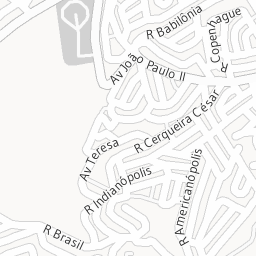 R Babilônia
R Copenhague
Av João Paulo II
R Cerqueira César
Av Teresa
R Indianópolis
R Americanópolis
R Brasil